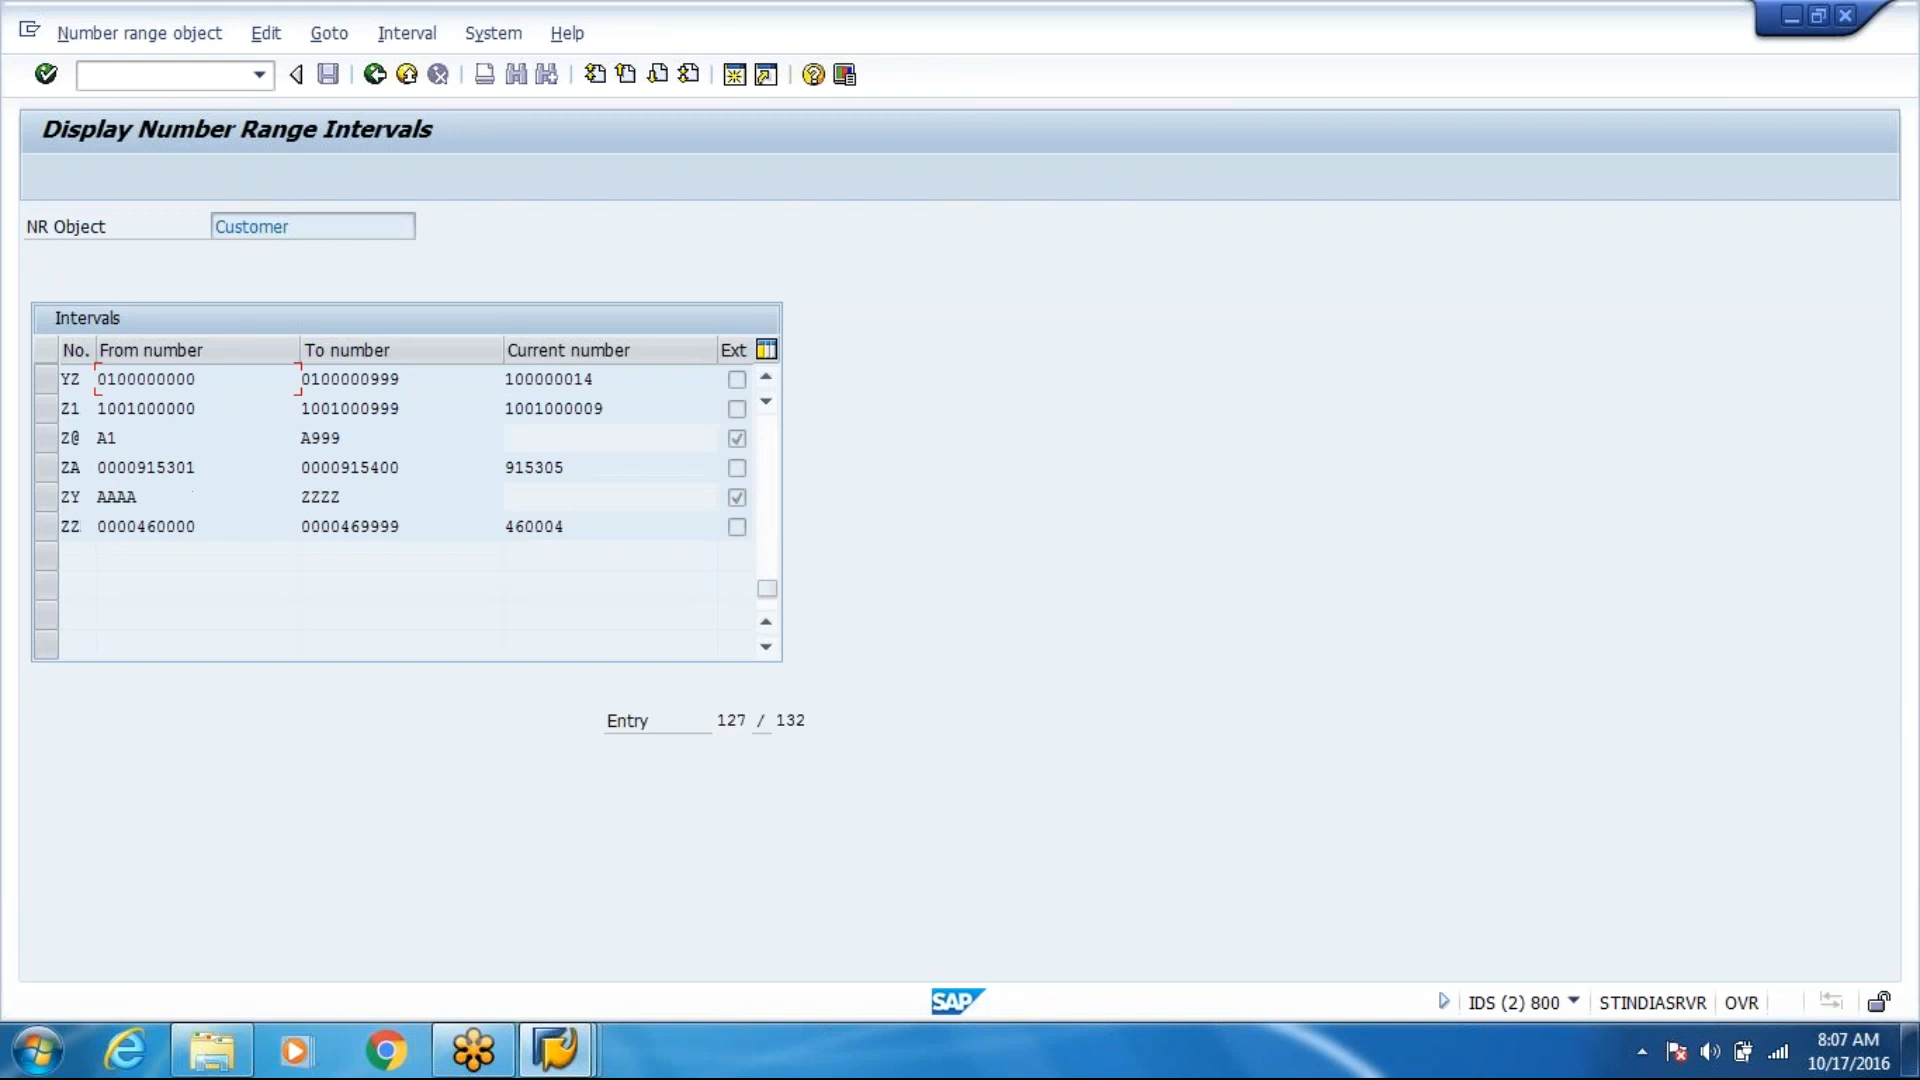 Number range object Edit Goto Interval System Help
Display Number Range Intervals
NR Object Customer
Intervals
No. From number To number Current number Ext
YZ 0100000000 0100000999 100000014
Z1 1001000000 1001000999 1001000009
Z@ A1 A999
ZA 0000915301 0000915400 915305
ZY AAAA ZZZZ
ZZ 0000460000 0000469999 460004
Entry 127 / 132
SAP IDS (2) 800 STINDIASRVR OVR
8:07 AM
10/17/2016